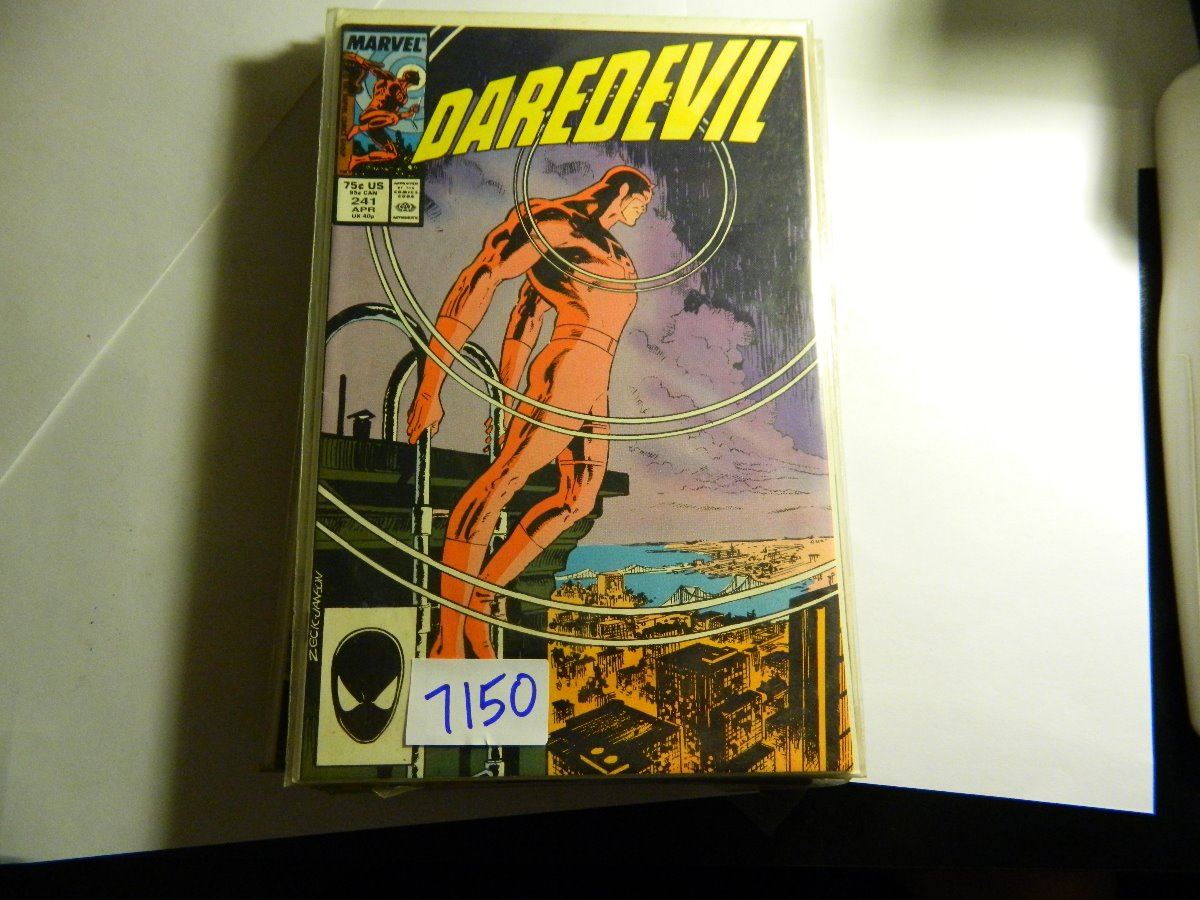 MARVEL
DAREDEVIL
75¢ US
95¢ CAN
241
APR
UK 40p
APPROVED
BY THE
COMICS
CODE
AUTHORITY
ZECK·JANSON
7150